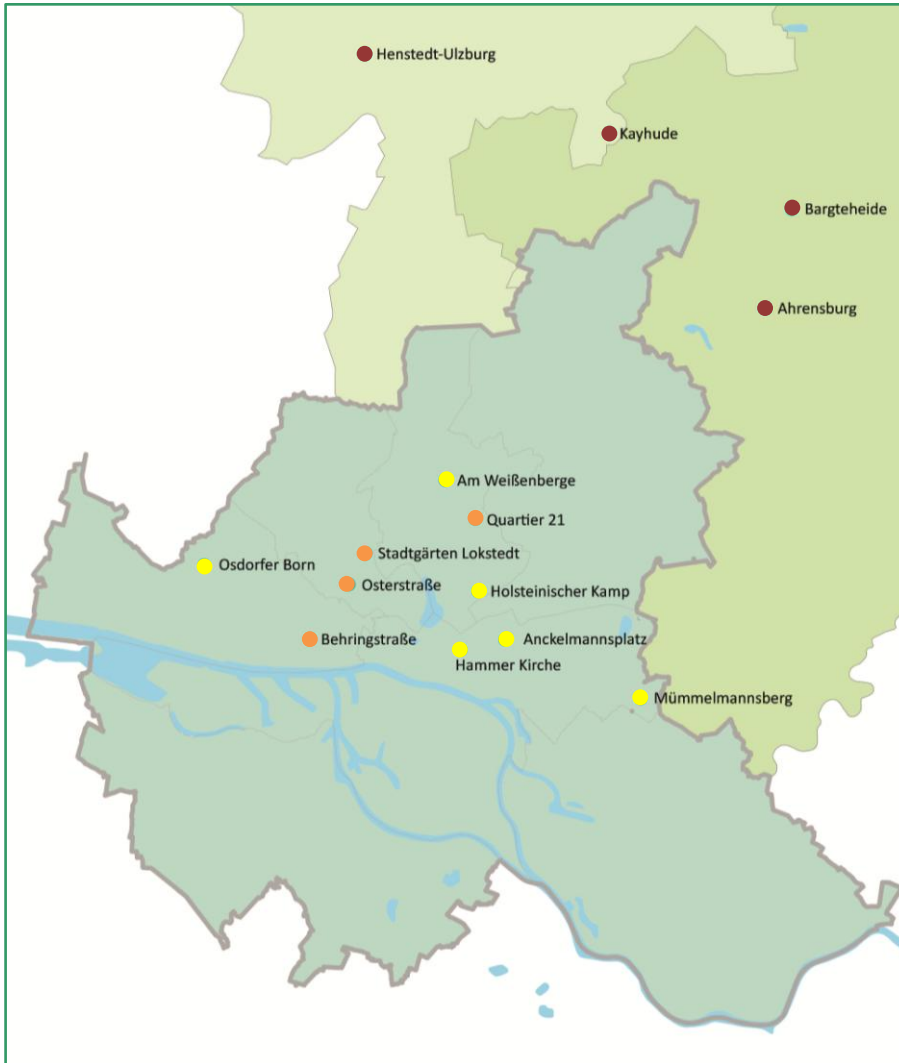 Henstedt-Ulzburg
Kayhude
Bargteheide
Ahrensburg
Am Weißenberge
Quartier 21
Stadtgärten Lokstedt
Osdorfer Born
Osterstraße
Holsteinischer Kamp
Behringstraße
Anckelmannsplatz
Hammer Kirche
Mümmelmannsberg